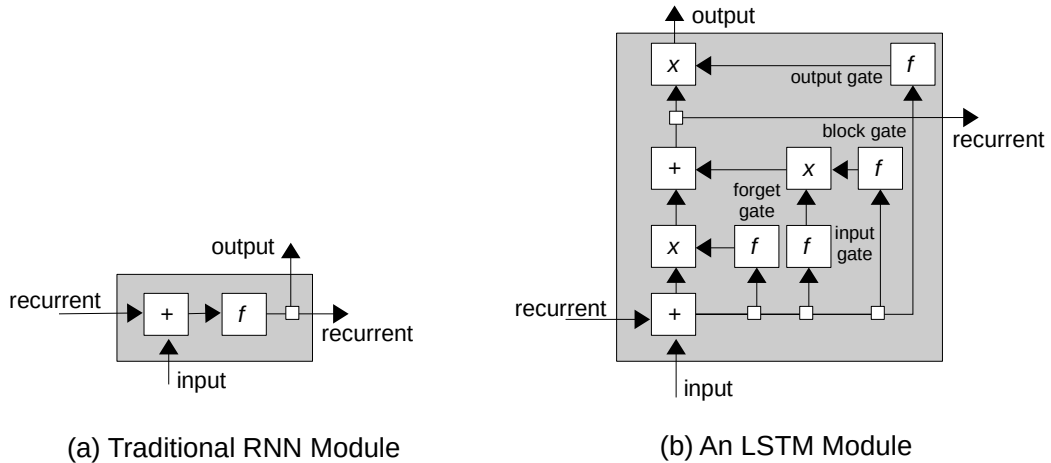 output
x
f
output gate
recurrent
block gate
+
x
f
forget
gate
x
f
f
input
gate
recurrent
+
input
(b) An LSTM Module
output
recurrent
+
f
recurrent
input
(a) Traditional RNN Module